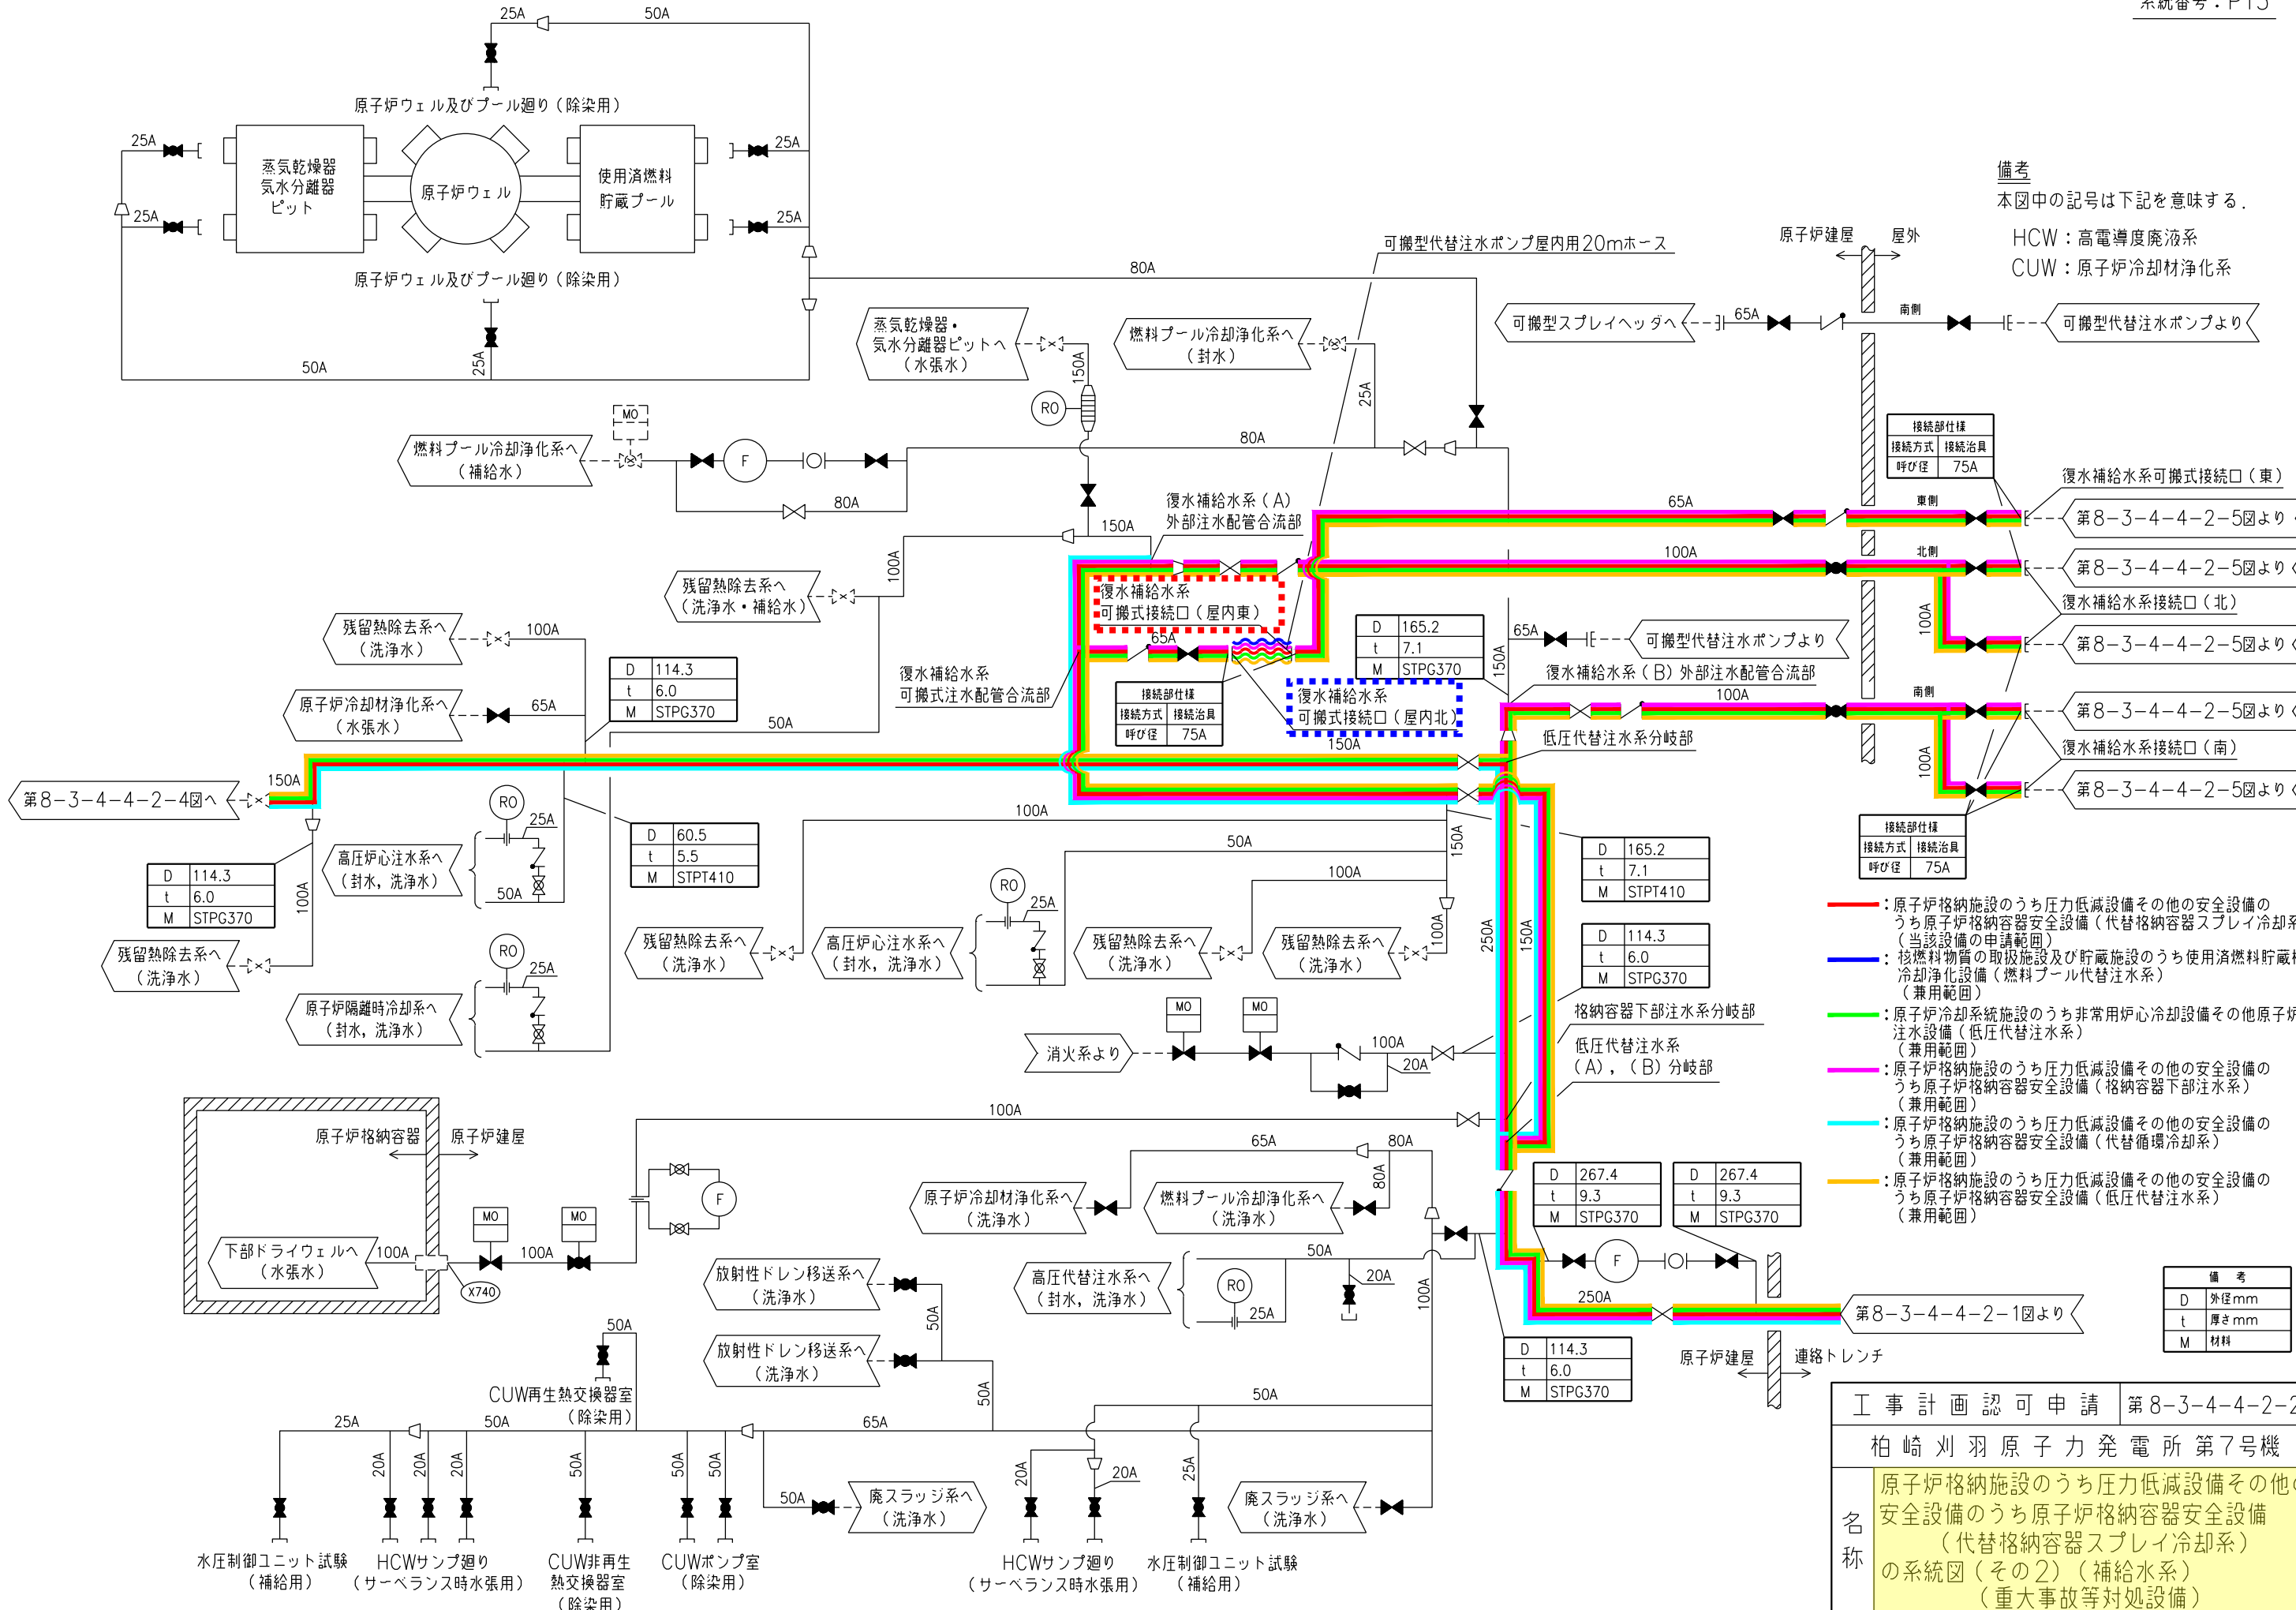 系統番号：P13
25A
50A
原子炉ウェル及びプール廻り（除染用）
25A
25A
蒸気乾燥器
気水分離器
ピット
原子炉ウェル
使用済燃料
貯蔵プール
25A
25A
原子炉ウェル及びプール廻り（除染用）
50A
25A
80A
備考
本図中の記号は下記を意味する．
HCW：高電導度廃液系
CUW：原子炉冷却材浄化系
原子炉建屋
屋外
可搬型代替注水ポンプ屋内用20mホース
可搬型スプレイヘッダへ
65A
南側
可搬型代替注水ポンプより
蒸気乾燥器・
気水分離器ピットへ
（水張水）
150A
燃料プール冷却浄化系へ
（封水）
25A
RO
MO
燃料プール冷却浄化系へ
（補給水）
F
80A
80A
接続部仕様
接続方式 接続治具
呼び径 75A
復水補給水系可搬式接続口（東）
復水補給水系（A）
外部注水配管合流部
65A
東側
第8-3-4-4-2-5図より
150A
100A
100A
北側
第8-3-4-4-2-5図より
残留熱除去系へ
（洗浄水・補給水）
復水補給水系
可搬式接続口（屋内東）
復水補給水系接続口（北）
100A
第8-3-4-4-2-5図より
残留熱除去系へ
（洗浄水）
100A
65A
D 165.2
t 7.1
M STPG370
150A
65A
可搬型代替注水ポンプより
復水補給水系（B）外部注水配管合流部
復水補給水系
可搬式注水配管合流部
D 114.3
t 6.0
M STPG370
原子炉冷却材浄化系へ
（水張水）
65A
50A
接続部仕様
接続方式 接続治具
呼び径 75A
復水補給水系
可搬式接続口（屋内北）
100A
南側
第8-3-4-4-2-5図より
150A
低圧代替注水系分岐部
復水補給水系接続口（南）
100A
第8-3-4-4-2-5図より
第8-3-4-4-2-4図へ
150A
RO
25A
高圧炉心注水系へ
（封水，洗浄水）
50A
D 60.5
t 5.5
M STPT410
100A
50A
100A
150A
D 165.2
t 7.1
M STPT410
接続部仕様
接続方式 接続治具
呼び径 75A
D 114.3
t 6.0
M STPG370
100A
残留熱除去系へ
（洗浄水）
RO
25A
原子炉隔離時冷却系へ
（封水，洗浄水）
残留熱除去系へ
（洗浄水）
高圧炉心注水系へ
（封水，洗浄水）
RO
25A
残留熱除去系へ
（洗浄水）
残留熱除去系へ
（洗浄水）
100A
250A
150A
D 114.3
t 6.0
M STPG370
：原子炉格納施設のうち圧力低減設備その他の安全設備の
うち原子炉格納容器安全設備（代替格納容器スプレイ冷却系
（当該設備の申請範囲）
：核燃料物質の取扱施設及び貯蔵施設のうち使用済燃料貯蔵
冷却浄化設備（燃料プール代替注水系）
（兼用範囲）
：原子炉冷却系統施設のうち非常用炉心冷却設備その他原子炉
注水設備（低圧代替注水系）
（兼用範囲）
：原子炉格納施設のうち圧力低減設備その他の安全設備の
うち原子炉格納容器安全設備（格納容器下部注水系）
（兼用範囲）
：原子炉格納施設のうち圧力低減設備その他の安全設備の
うち原子炉格納容器安全設備（代替循環冷却系）
（兼用範囲）
：原子炉格納施設のうち圧力低減設備その他の安全設備の
うち原子炉格納容器安全設備（低圧代替注水系）
（兼用範囲）
MO
MO
消火系より
100A
20A
格納容器下部注水系分岐部
低圧代替注水系
（A），（B）分岐部
原子炉格納容器
原子炉建屋
100A
F
MO
MO
下部ドライウェルへ
（水張水）
100A
100A
X740
65A
80A
80A
原子炉冷却材浄化系へ
（洗浄水）
燃料プール冷却浄化系へ
（洗浄水）
D 267.4
t 9.3
M STPG370
D 267.4
t 9.3
M STPG370
F
放射性ドレン移送系へ
（洗浄水）
50A
高圧代替注水系へ
（封水，洗浄水）
RO
25A
50A
20A
100A
250A
第8-3-4-4-2-1図より
備 考
D 外径mm
t 厚さmm
M 材料
放射性ドレン移送系へ
（洗浄水）
50A
D 114.3
t 6.0
M STPG370
原子炉建屋
連絡トレンチ
50A
CUW再生熱交換器室
（除染用）
50A
25A
50A
65A
20A
20A
20A
50A
50A
50A
50A
廃スラッジ系へ
（洗浄水）
20A
20A
25A
廃スラッジ系へ
（洗浄水）
水圧制御ユニット試験
（補給用）
HCWサンプ廻り
（サーベランス時水張用）
CUW非再生
熱交換器室
（除染用）
CUWポンプ室
（除染用）
HCWサンプ廻り
（サーベランス時水張用）
水圧制御ユニット試験
（補給用）
工事計画認可申請 第8-3-4-4-2-2
柏崎刈羽原子力発電所第7号機
名称
原子炉格納施設のうち圧力低減設備その他の
安全設備のうち原子炉格納容器安全設備
（代替格納容器スプレイ冷却系）
の系統図（その2）（補給水系）
（重大事故等対処設備）